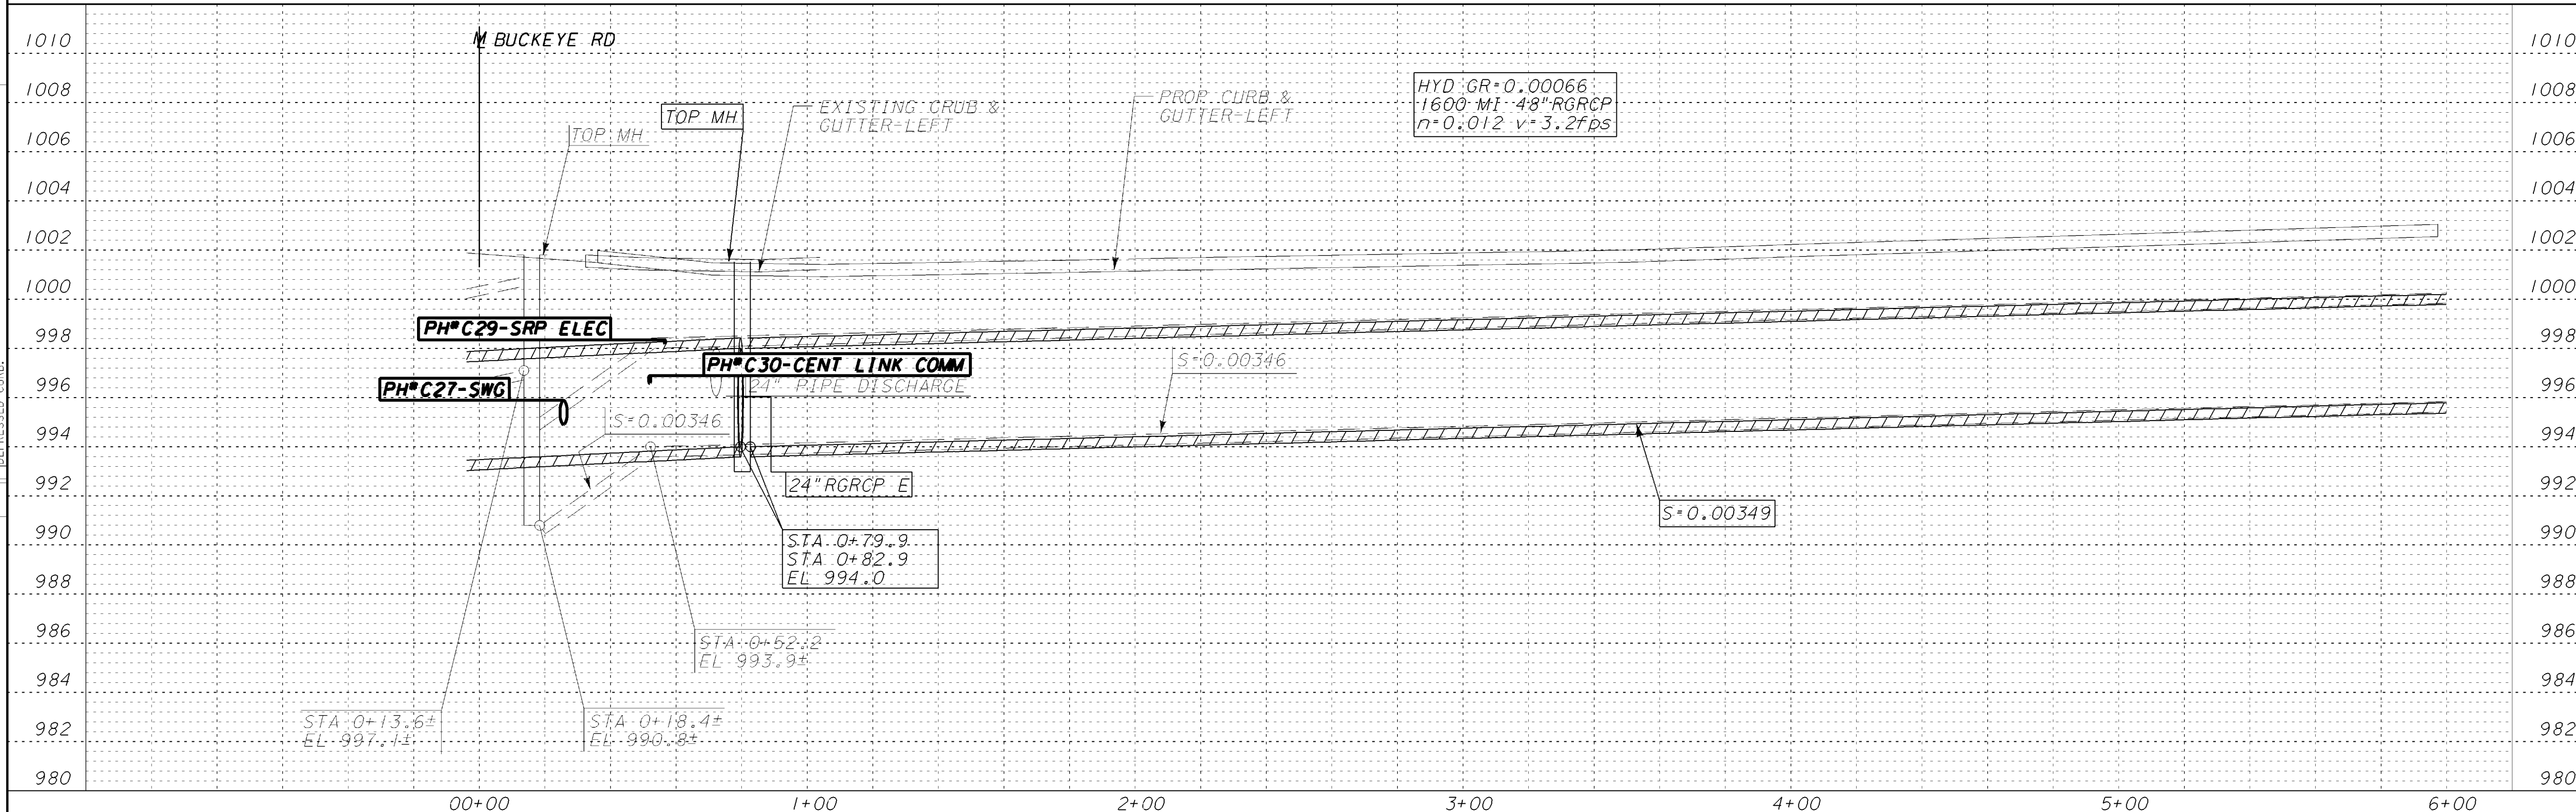 1010
1008
1006
1004
1002
1000
998
996
994
992
990
988
986
984
982
980
M BUCKEYE RD
TOP MH
TOP MH
EXISTING CRUB &
GUTTER-LEFT
PROP CURB &
GUTTER-LEFT
HYD GR=0.00066
1600 MI 48"RGRCP
n=0.012 v=3.2fps
PH#C29-SRP ELEC
PH#C30-CENT LINK COMM
24" PIPE DISCHARGE
PH#C27-SWG
S=0.00346
S=0.00346
24"RGRCP E
S=0.00349
STA 0+79.9
STA 0+82.9
EL 994.0
STA 0+52.2
EL 993.9±
STA 0+13.6±
EL 997.1±
STA 0+18.4±
EL 990.8±
1010
1008
1006
1004
1002
1000
998
996
994
992
990
988
986
984
982
980
00+00
1+00
2+00
3+00
4+00
5+00
6+00